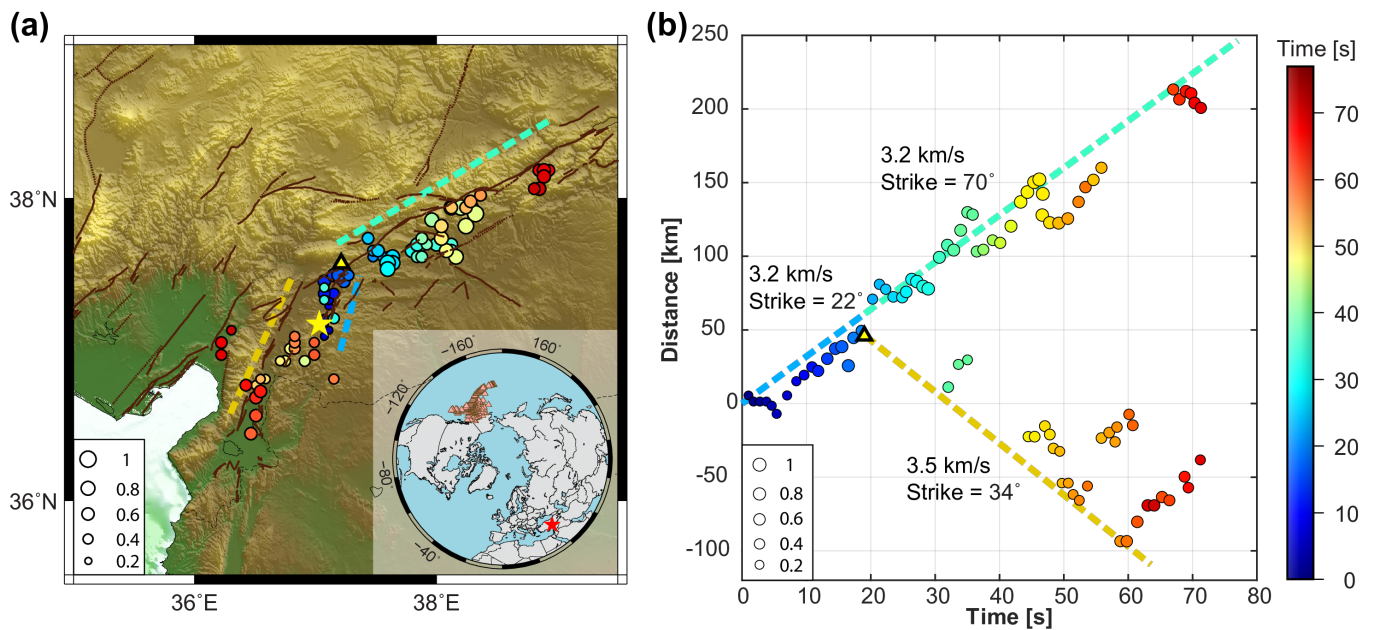 (a)
38°N
36°N
36°E
38°E
1
0.8
0.6
0.4
0.2
−160°
160°
−120°
−80°
−40°
(b)
Distance [km]
250
200
150
100
50
0
-50
-100
3.2 km/s
Strike = 70°
3.2 km/s
Strike = 22°
3.5 km/s
Strike = 34°
1
0.8
0.6
0.4
0.2
0 10 20 30 40 50 60 70 80
Time [s]
Time [s]
70
60
50
40
30
20
10
0